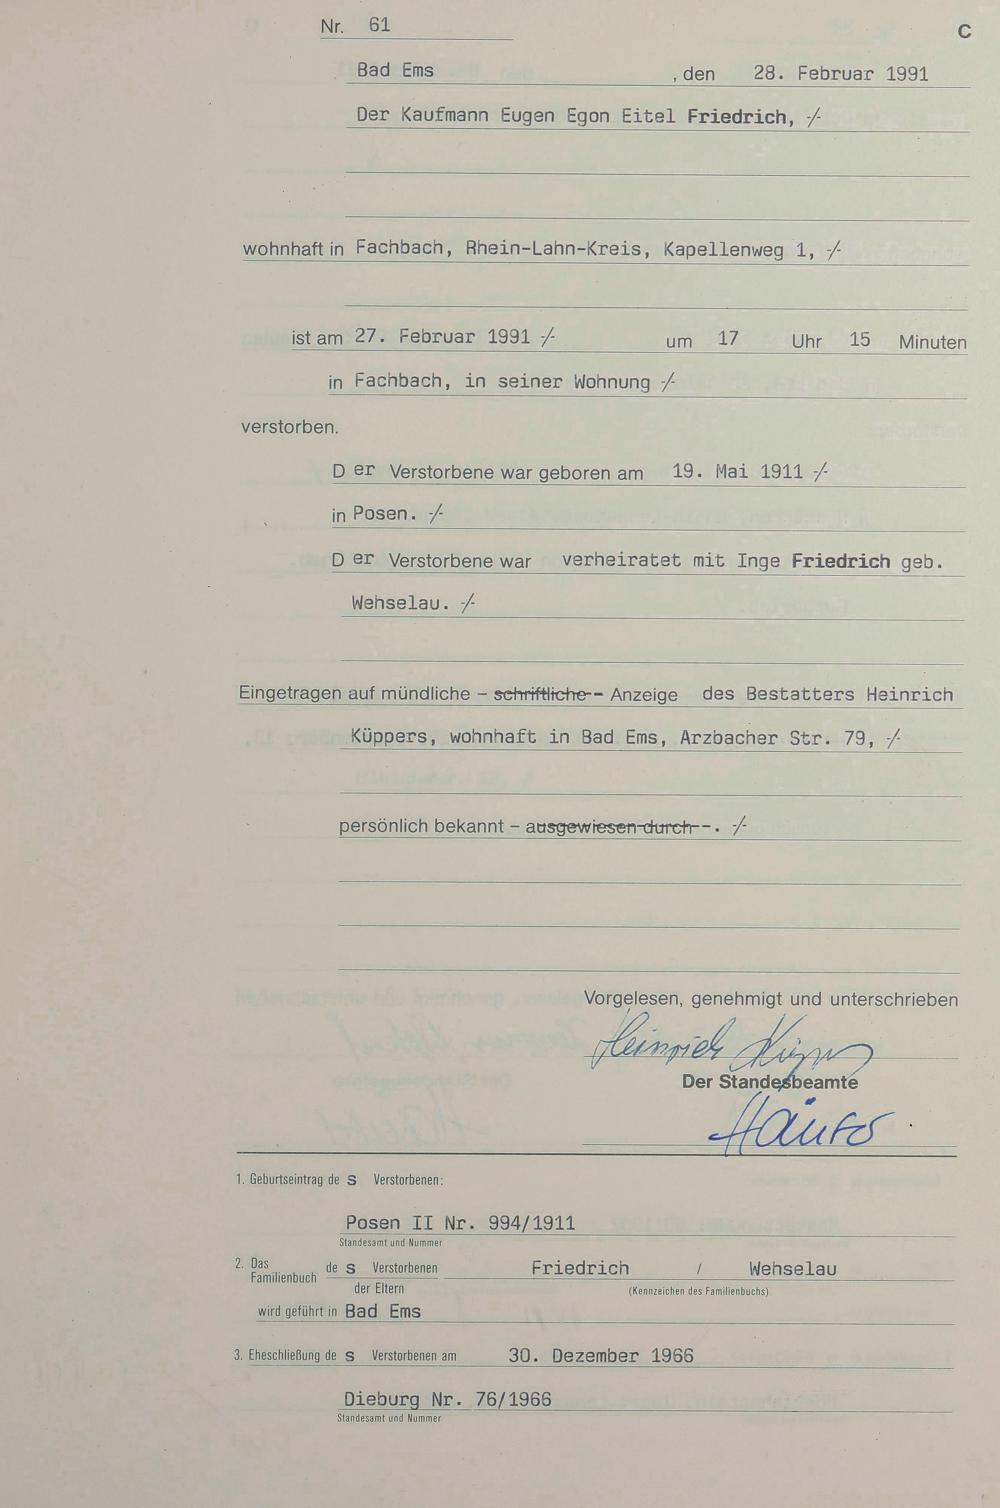 Nr. 61 C
Bad Ems , den 28. Februar 1991
Der Kaufmann Eugen Egon Eitel Friedrich, -/-
wohnhaft in Fachbach, Rhein-Lahn-Kreis, Kapellenweg 1, -/-
ist am 27. Februar 1991 -/- um 17 Uhr 15 Minuten
in Fachbach, in seiner Wohnung -/-
verstorben.
D er Verstorbene war geboren am 19. Mai 1911 -/-
in Posen. -/-
D er Verstorbene war verheiratet mit Inge Friedrich geb.
Wehselau. -/-
Eingetragen auf mündliche – schriftliche-- Anzeige des Bestatters Heinrich
Küppers, wohnhaft in Bad Ems, Arzbacher Str. 79, -/-
persönlich bekannt – ausgewiesen durch--. -/-
Vorgelesen, genehmigt und unterschrieben
Heinrich Küppers
Der Standesbeamte
1. Geburtseintrag de s Verstorbenen:
Posen II Nr. 994/1911
Standesamt und Nummer
2. Das Familienbuch de s Verstorbenen Friedrich / Wehselau
der Eltern (Kennzeichen des Familienbuchs)
wird geführt in Bad Ems
3. Eheschließung de s Verstorbenen am 30. Dezember 1966
Dieburg Nr. 76/1966
Standesamt und Nummer